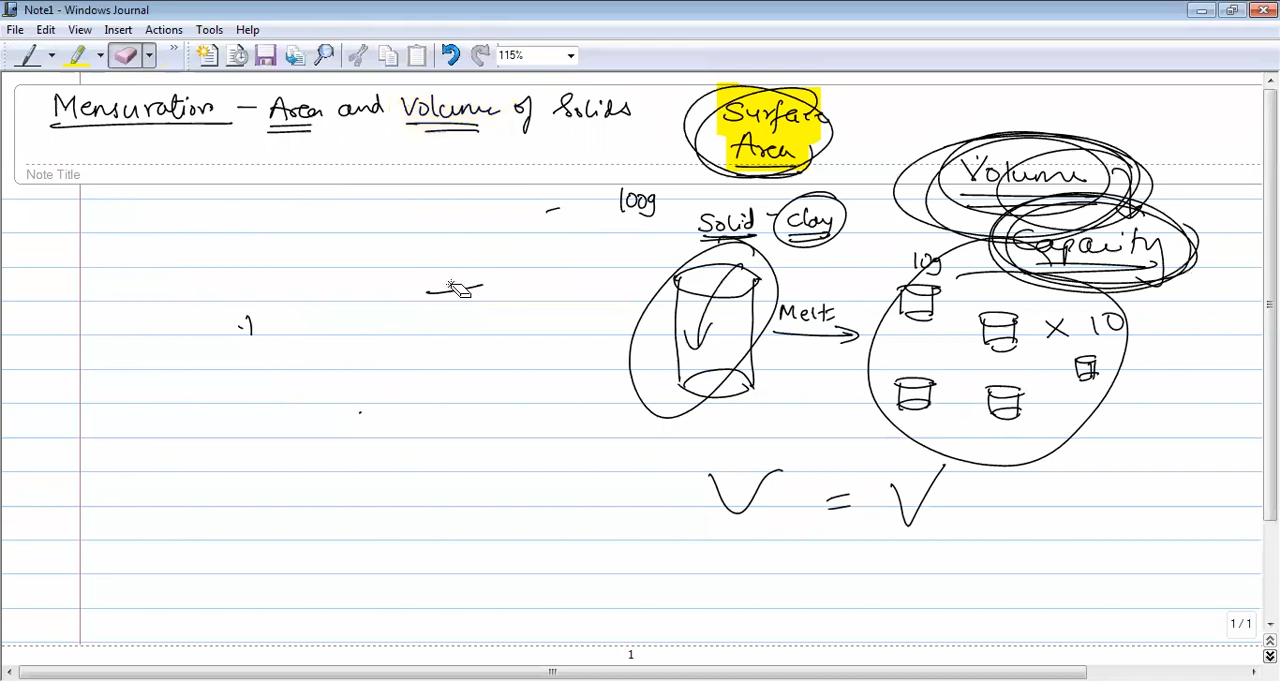 Note1 - Windows Journal
File Edit View Insert Actions Tools Help
115%
Mensuration - Area and Volume of Solids
Surface
Area
Note Title
Volume
Capacity
100g
Solid - Clay
10g
Melt
x 10
V = V
1 / 1
1